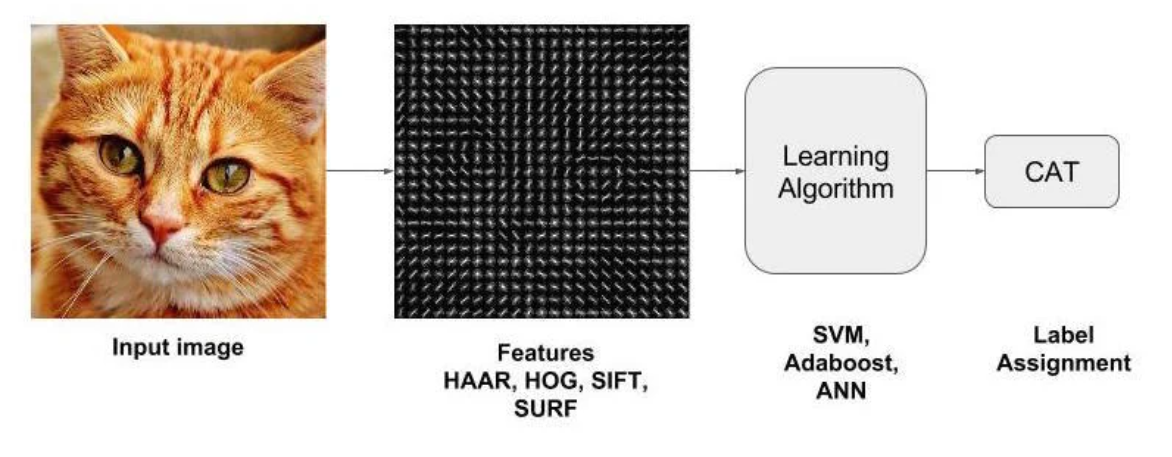 Learning
Algorithm
CAT
Input image
Features
HAAR, HOG, SIFT,
SURF
SVM,
Adaboost,
ANN
Label
Assignment